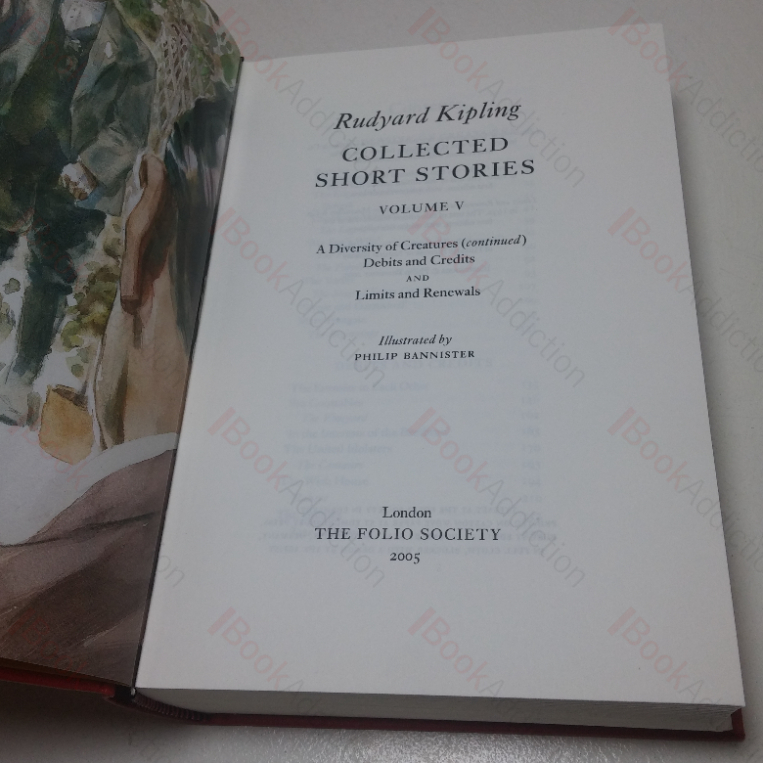 Rudyard Kipling
COLLECTED
SHORT STORIES
VOLUME V
A Diversity of Creatures (continued)
Debits and Credits
AND
Limits and Renewals
Illustrated by
PHILIP BANNISTER
London
THE FOLIO SOCIETY
2005
BookAddiction